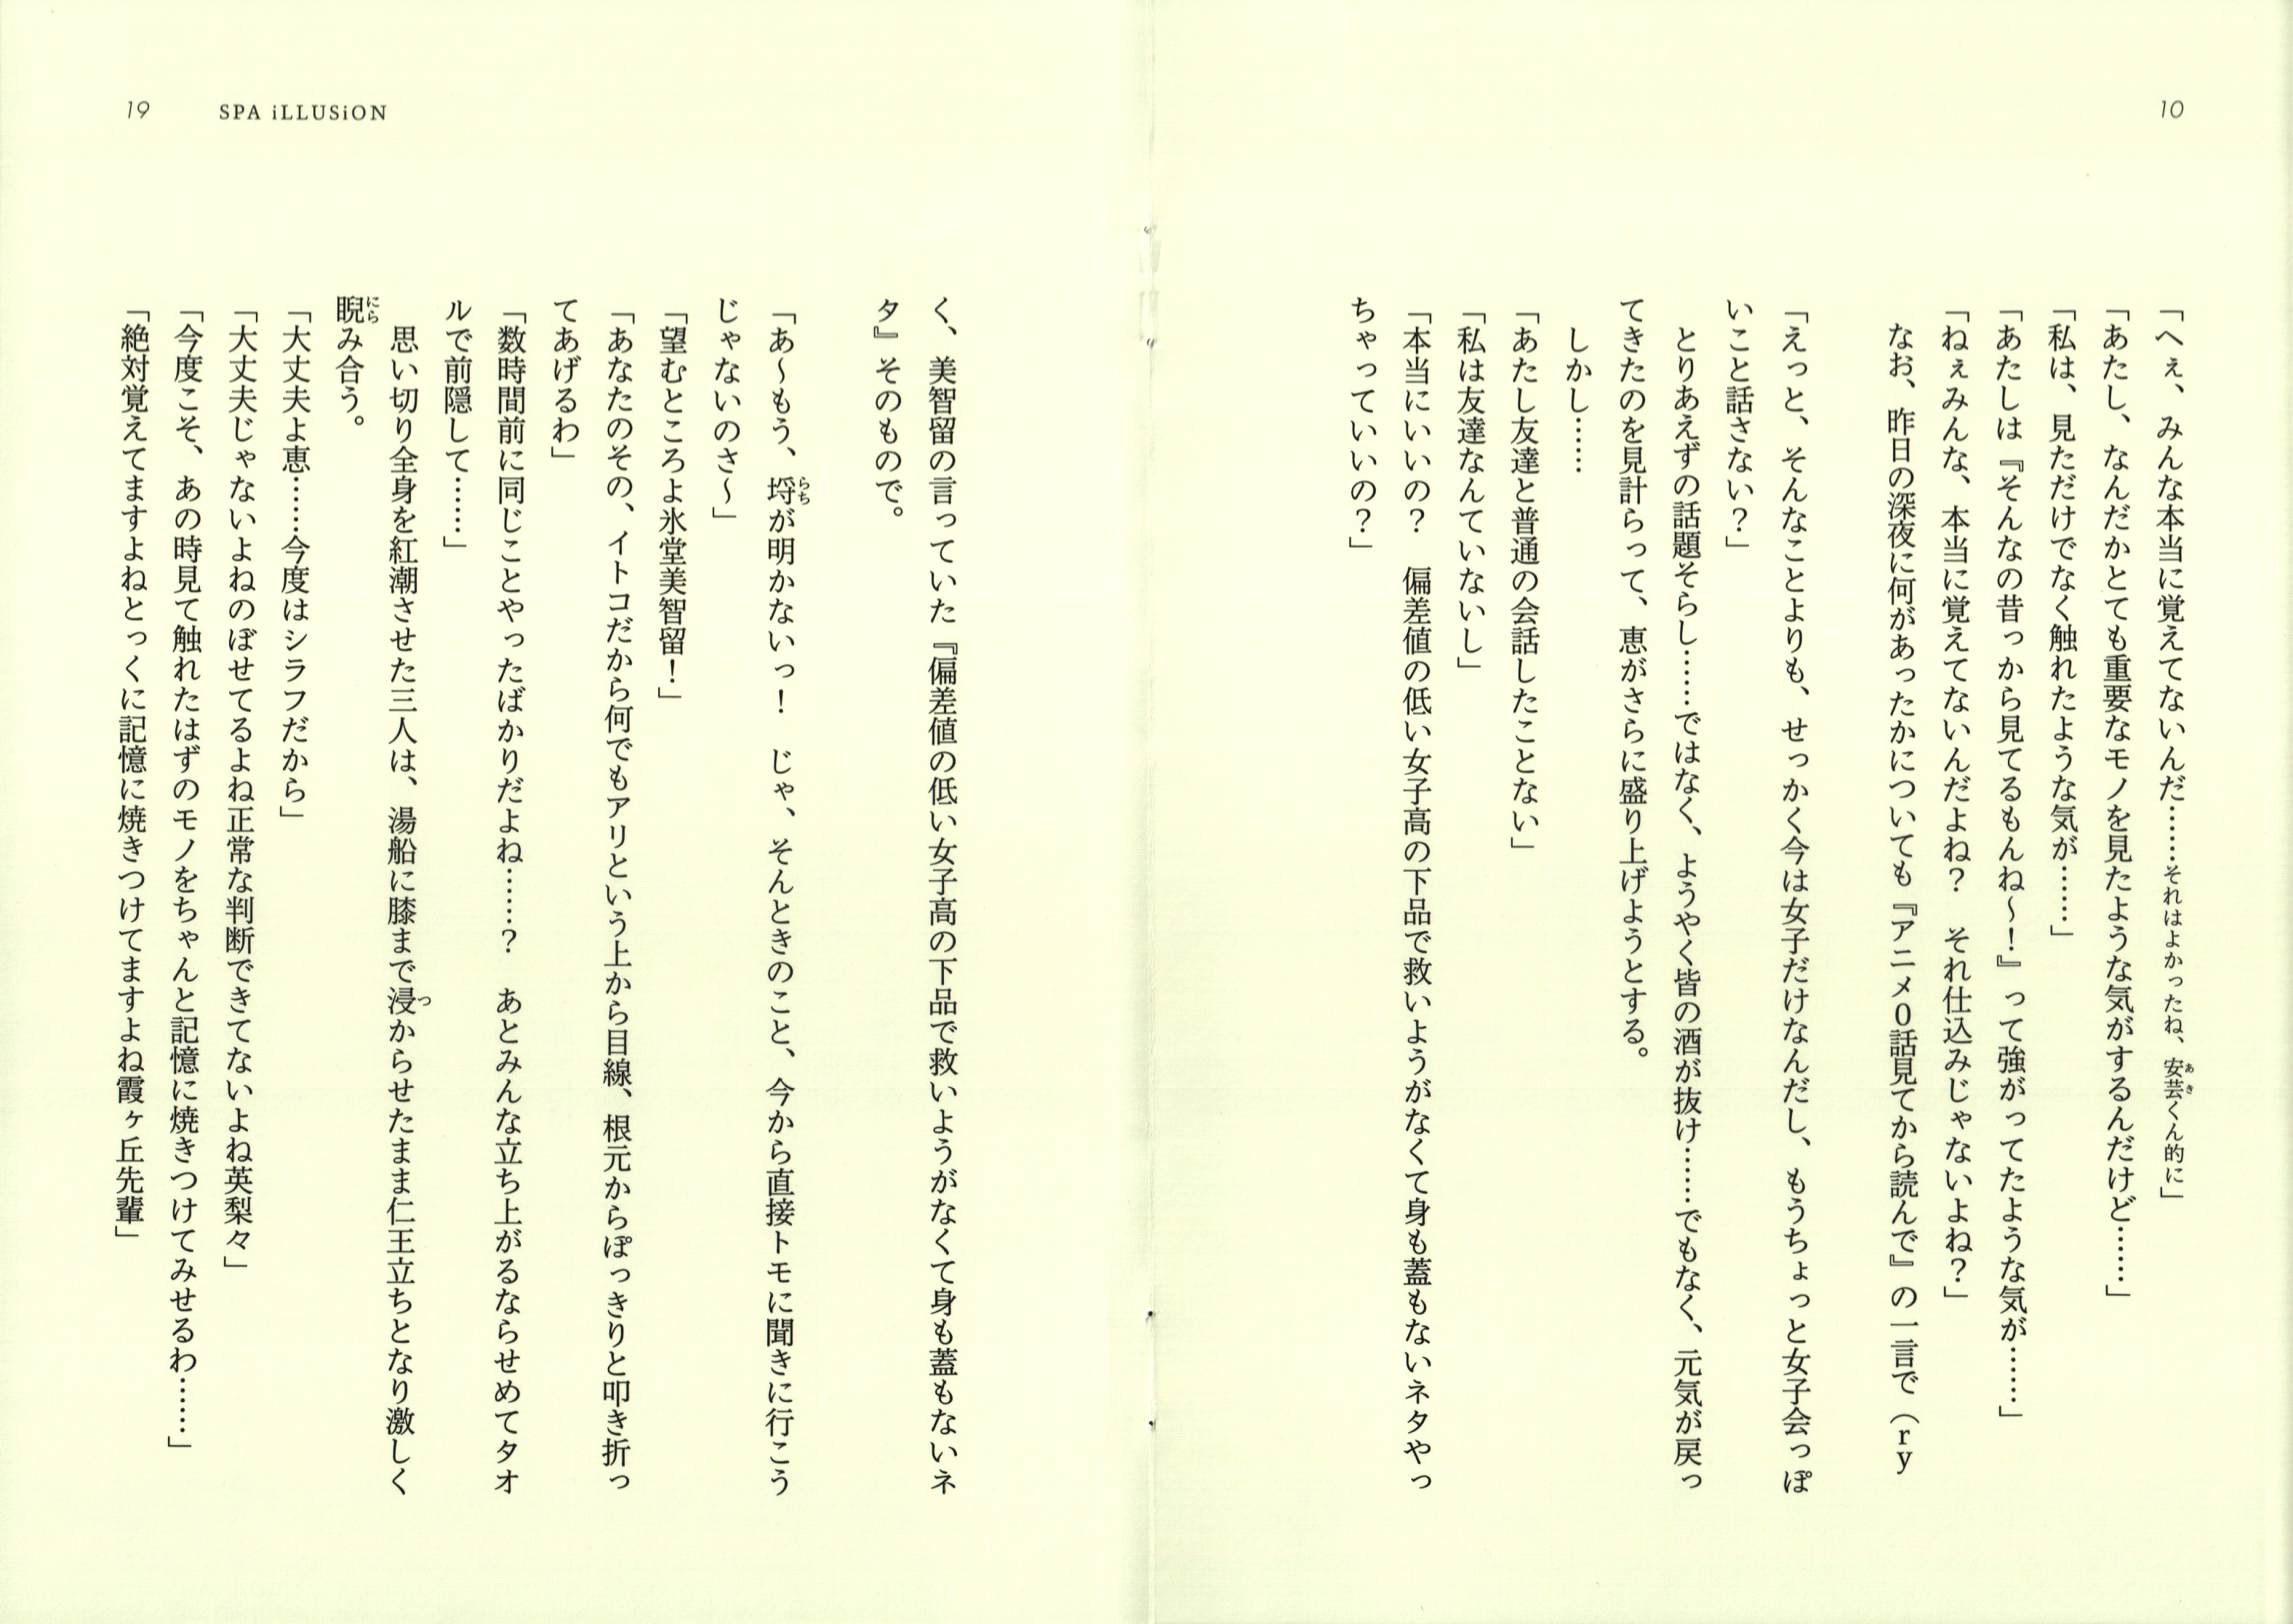 10
「へぇ、みんな本当に覚えてないんだ……それはよかったね、安芸くん的に」
「あたし、なんだかとても重要なモノを見たような気がするんだけど……」
「私は、見ただけでなく触れたような気が……」
「あたしは『そんなの昔っから見てるもんね〜！』って強がってたような気が……」
「ねぇみんな、本当に覚えてないんだよね？　それ仕込みじゃないよね？」
なお、昨日の深夜に何があったかについても『アニメ０話見てから読んで』の一言で（ｒｙ
「えっと、そんなことよりも、せっかく今は女子だけなんだし、もうちょっと女子会っぽ
いこと話さない？」
とりあえずの話題そらし……ではなく、ようやく皆の酒が抜け……でもなく、元気が戻っ
てきたのを見計らって、恵がさらに盛り上げようとする。
しかし……
「あたし友達と普通の会話したことない」
「私は友達なんていないし」
「本当にいいの？　偏差値の低い女子高の下品で救いようがなくて身も蓋もないネタやっ
ちゃっていいの？」
19 SPA iLLUSiON
く、美智留の言っていた『偏差値の低い女子高の下品で救いようがなくて身も蓋もないネ
タ』そのもので。
「あ〜もう、埒が明かないっ！　じゃ、そんときのこと、今から直接トモに聞きに行こう
じゃないのさ〜」
「望むところよ氷堂美智留！」
「あなたのその、イトコだから何でもアリという上から目線、根元からぽっきりと叩き折っ
てあげるわ」
「数時間前に同じことやったばかりだよね……？　あとみんな立ち上がるならせめてタオ
ルで前隠して……」
思い切り全身を紅潮させた三人は、湯船に膝まで浸からせたまま仁王立ちとなり激しく
睨み合う。
「大丈夫よ恵……今度はシラフだから」
「大丈夫じゃないよねのぼせてるよね正常な判断できてないよね英梨々」
「今度こそ、あの時見て触れたはずのモノをちゃんと記憶に焼きつけてみせるわ……」
「絶対覚えてますよねとっくに記憶に焼きつけてますよね霞ヶ丘先輩」